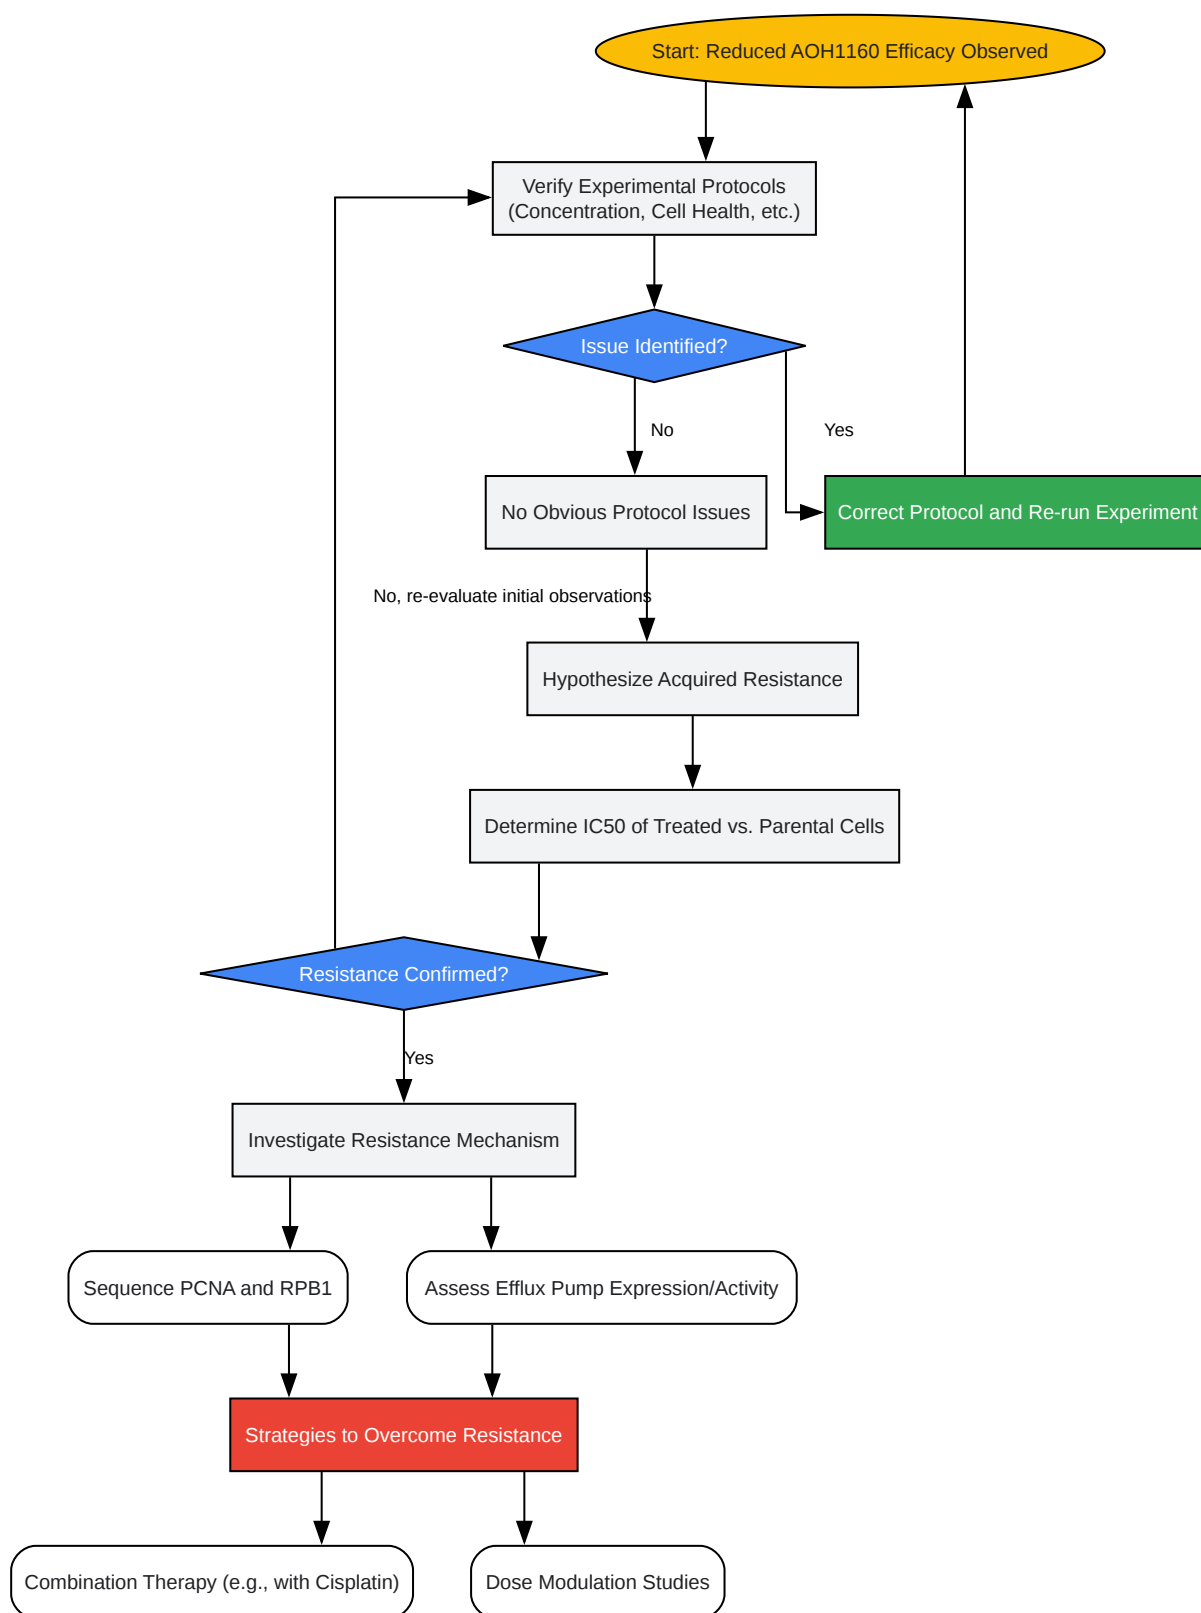 Start: Reduced AOH1160 Efficacy Observed
Verify Experimental Protocols
(Concentration, Cell Health, etc.)
Issue Identified?
No
Yes
No Obvious Protocol Issues
Correct Protocol and Re-run Experiment
No, re-evaluate initial observations
Hypothesize Acquired Resistance
Determine IC50 of Treated vs. Parental Cells
Resistance Confirmed?
Yes
Investigate Resistance Mechanism
Sequence PCNA and RPB1
Assess Efflux Pump Expression/Activity
Strategies to Overcome Resistance
Combination Therapy (e.g., with Cisplatin)
Dose Modulation Studies